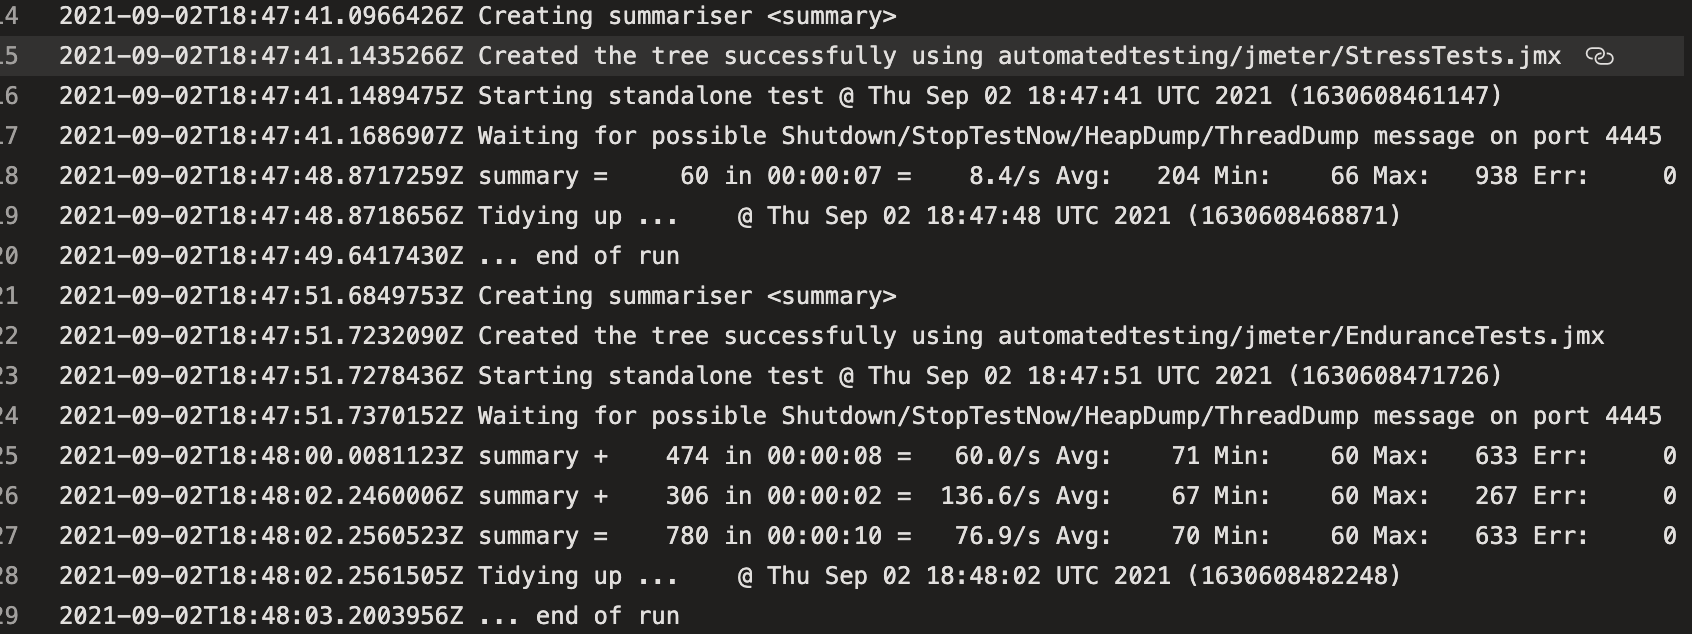 14 2021-09-02T18:47:41.0966426Z Creating summariser <summary>
15 2021-09-02T18:47:41.1435266Z Created the tree successfully using automatedtesting/jmeter/StressTests.jmx
16 2021-09-02T18:47:41.1489475Z Starting standalone test @ Thu Sep 02 18:47:41 UTC 2021 (1630608461147)
17 2021-09-02T18:47:41.1686907Z Waiting for possible Shutdown/StopTestNow/HeapDump/ThreadDump message on port 4445
18 2021-09-02T18:47:48.8717259Z summary =     60 in 00:00:07 =    8.4/s Avg:   204 Min:    66 Max:   938 Err:     0
19 2021-09-02T18:47:48.8718656Z Tidying up ...    @ Thu Sep 02 18:47:48 UTC 2021 (1630608468871)
20 2021-09-02T18:47:49.6417430Z ... end of run
21 2021-09-02T18:47:51.6849753Z Creating summariser <summary>
22 2021-09-02T18:47:51.7232090Z Created the tree successfully using automatedtesting/jmeter/EnduranceTests.jmx
23 2021-09-02T18:47:51.7278436Z Starting standalone test @ Thu Sep 02 18:47:51 UTC 2021 (1630608471726)
24 2021-09-02T18:47:51.7370152Z Waiting for possible Shutdown/StopTestNow/HeapDump/ThreadDump message on port 4445
25 2021-09-02T18:48:00.0081123Z summary +    474 in 00:00:08 =   60.0/s Avg:    71 Min:    60 Max:   633 Err:     0
26 2021-09-02T18:48:02.2460006Z summary +    306 in 00:00:02 =  136.6/s Avg:    67 Min:    60 Max:   267 Err:     0
27 2021-09-02T18:48:02.2560523Z summary =    780 in 00:00:10 =   76.9/s Avg:    70 Min:    60 Max:   633 Err:     0
28 2021-09-02T18:48:02.2561505Z Tidying up ...    @ Thu Sep 02 18:48:02 UTC 2021 (1630608482248)
29 2021-09-02T18:48:03.2003956Z ... end of run